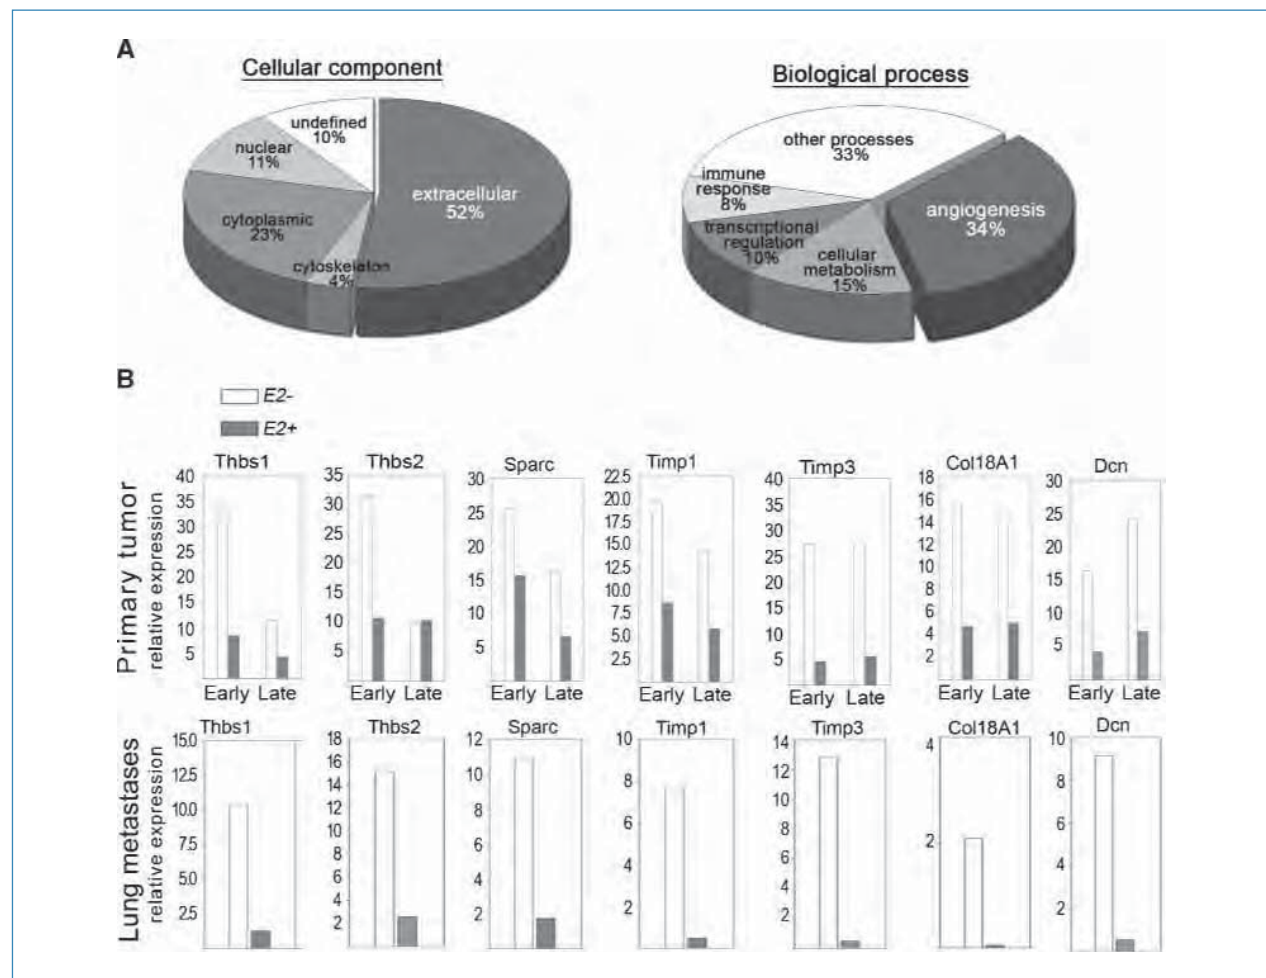 A
Cellular component
undefined
10%
nuclear
11%
extracellular
52%
cytoplasmic
23%
cytoskeleton
4%
Biological process
other processes
33%
immune
response
8%
angiogenesis
34%
transcriptional
regulation
10%
cellular
metabolism
15%
B
E2-
E2+
Primary tumor
relative expression
Thbs1
40
35
30
25
20
15
10
5
Early Late
Thbs2
35
30
25
20
15
10
5
Early Late
Sparc
30
25
20
15
10
5
Early Late
Timp1
22.5
20.0
17.5
15.0
12.5
10.0
7.5
5.0
2.5
Early Late
Timp3
40
35
30
25
20
15
10
5
Early Late
Col18A1
18
16
14
12
10
8
6
4
2
Early Late
Dcn
30
25
20
15
10
5
Early Late
Lung metastases
relative expression
Thbs1
15.0
12.5
10.0
7.5
5.0
2.5
Thbs2
18
16
14
12
10
8
6
4
2
Sparc
12
10
8
6
4
2
Timp1
10
8
6
4
2
Timp3
14
12
10
8
6
4
2
Col18A1
4
2
Dcn
10
8
6
4
2